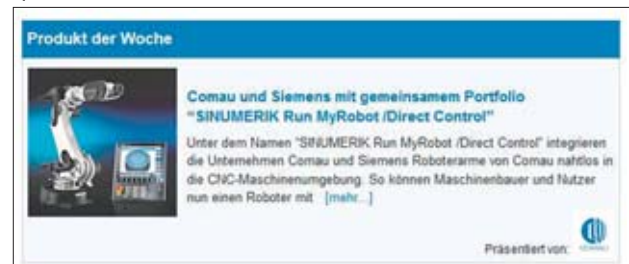 Produkt der Woche
Comau und Siemens mit gemeinsamem Portfolio
"SINUMERIK Run MyRobot /Direct Control"
Unter dem Namen "SINUMERIK Run MyRobot /Direct Control" integrieren
die Unternehmen Comau und Siemens Roboterarme von Comau nahtlos in
die CNC-Maschinenumgebung. So können Maschinenbauer und Nutzer
nun einen Roboter mit [mehr...]
Präsentiert von: